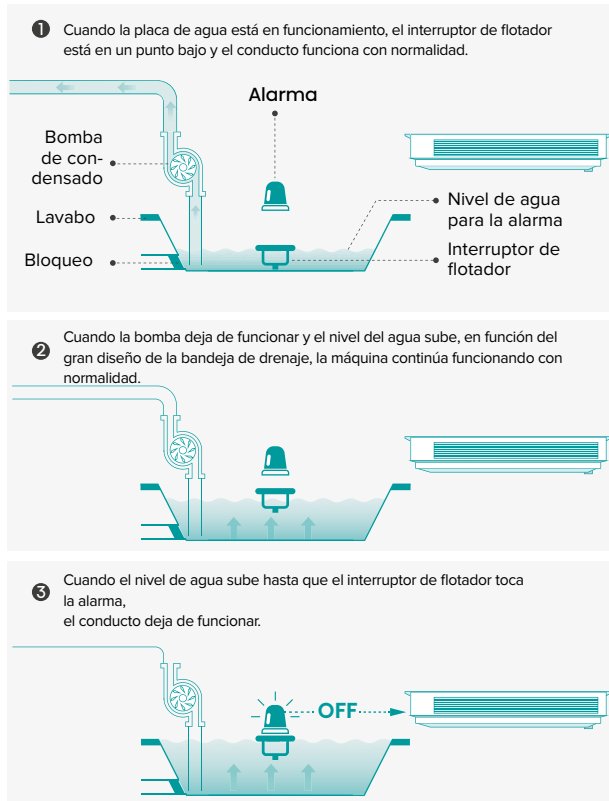 1 Cuando la placa de agua está en funcionamiento, el interruptor de flotador
está en un punto bajo y el conducto funciona con normalidad.
Alarma
Bomba
de con-
densado
Lavabo
Bloqueo
Nivel de agua
para la alarma
Interruptor de
flotador
2 Cuando la bomba deja de funcionar y el nivel del agua sube, en función del
gran diseño de la bandeja de drenaje, la máquina continúa funcionando con
normalidad.
3 Cuando el nivel de agua sube hasta que el interruptor de flotador toca
la alarma,
el conducto deja de funcionar.
OFF